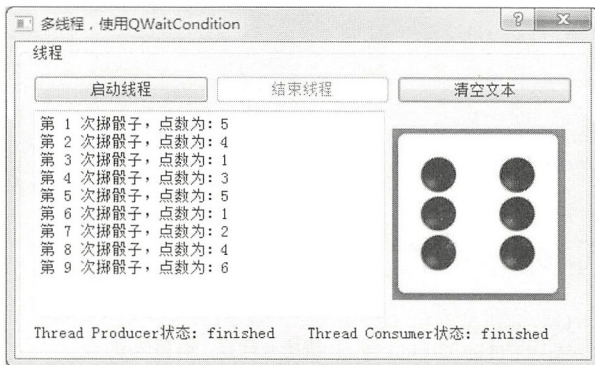 多线程，使用QWaitCondition
线程
启动线程
结束线程
清空文本
第 1 次掷骰子，点数为：5
第 2 次掷骰子，点数为：4
第 3 次掷骰子，点数为：1
第 4 次掷骰子，点数为：3
第 5 次掷骰子，点数为：5
第 6 次掷骰子，点数为：1
第 7 次掷骰子，点数为：2
第 8 次掷骰子，点数为：4
第 9 次掷骰子，点数为：6
Thread Producer状态：finished
Thread Consumer状态：finished